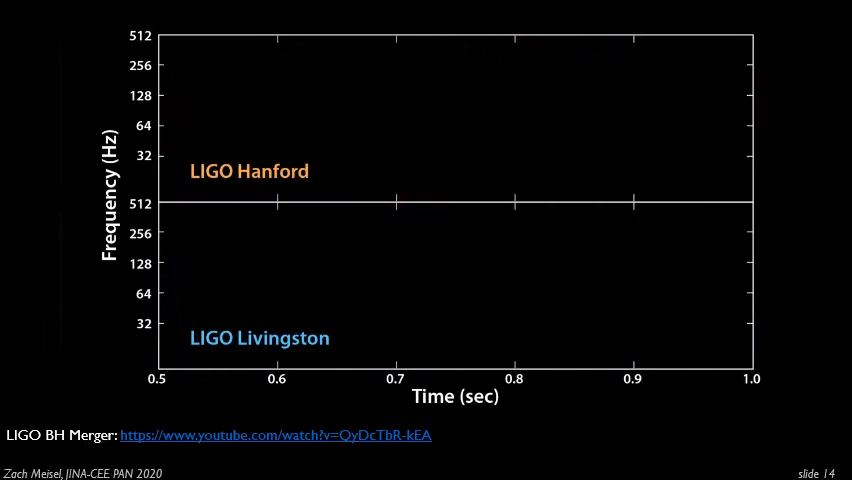 512
256
128
64
32
LIGO Hanford
Frequency (Hz)
512
256
128
64
32
LIGO Livingston
0.5 0.6 0.7 0.8 0.9 1.0
Time (sec)
LIGO BH Merger: https://www.youtube.com/watch?v=QyDcTbR-kEA
Zach Meisel, JINA-CEE PAN 2020 slide 14